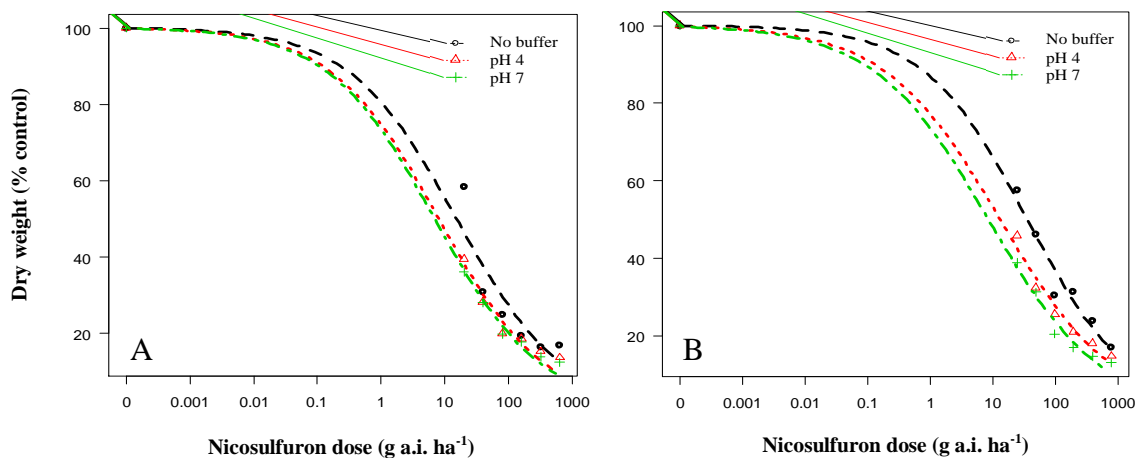 Dry weight (% control)
100
80
60
40
20
No buffer
pH 4
pH 7
A
0 0.001 0.01 0.1 1 10 100 1000
Nicosulfuron dose (g a.i. ha⁻¹)
100
80
60
40
20
No buffer
pH 4
pH 7
B
0 0.001 0.01 0.1 1 10 100 1000
Nicosulfuron dose (g a.i. ha⁻¹)